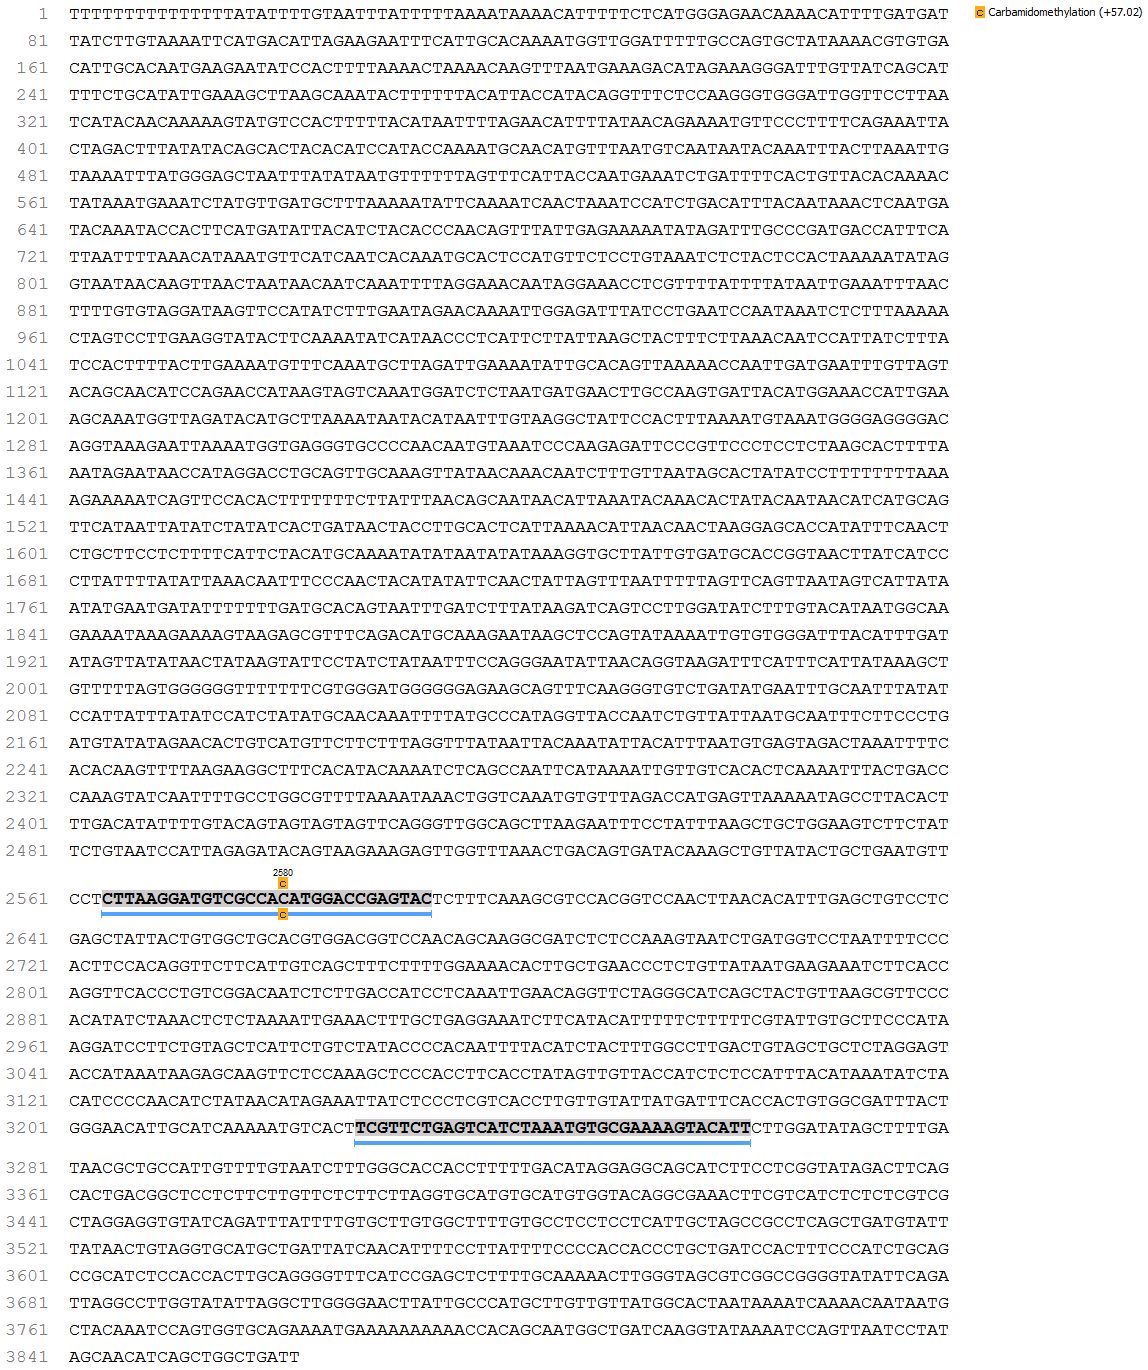 1 TTTTTTTTTTTTTTTATATTTTGTAATTTATTTTTAAAATAAAACATTTTTCTCATGGGAGAACAAAACATTTTGATGAT
C Carbamidomethylation (+57.02)
81 TATCTTGTAAAATTCATGACATTAGAAGAATTTCATTGCACAAAATGGTTGGATTTTTGCCAGTGCTATAAAACGTGTGA
161 CATTGCACAATGAAGAATATCCACTTTTAAAACTAAAACAAGTTTAATGAAAGACATAGAAAGGGATTTGTTATCAGCAT
241 TTTCTGCATATTGAAAGCTTAAGCAAATACTTTTTTACATTACCATACAGGTTTCTCCAAGGGTGGGATTGGTTCCTTAA
321 TCATACAACAAAAAGTATGTCCACTTTTTACATAATTTTAGAACATTTTATAACAGAAAATGTTCCCTTTTCAGAAATTA
401 CTAGACTTTATATACAGCACTACACATCCATACCAAAATGCAACATGTTTAATGTCAATAATACAAATTTACTTAAATTG
481 TAAAATTTATGGGAGCTAATTTATATAATGTTTTTTAGTTTCATTACCAATGAAATCTGATTTTCACTGTTACACAAAAC
561 TATAAATGAAATCTATGTTGATGCTTTAAAAATATTCAAAATCAACTAAATCCATCTGACATTTACAATAAACTCAATGA
641 TACAAATACCACTTCATGATATTACATCTACACCCAACAGTTTATTGAGAAAAATATAGATTTGCCCGATGACCATTTCA
721 TTAATTTTAAACATAAATGTTCATCAATCACAAATGCACTCCATGTTCTCCTGTAAATCTCTACTCCACTAAAAATATAG
801 GTAATAACAAGTTAACTAATAACAATCAAATTTTAGGAAACAATAGGAAACCTCGTTTTATTTTATAATTGAAATTTAAC
881 TTTTGTGTAGGATAAGTTCCATATCTTTGAATAGAACAAAATTGGAGATTTATCCTGAATCCAATAAATCTCTTTAAAAA
961 CTAGTCCTTGAAGGTATACTTCAAAATATCATAACCCTCATTCTTATTAAGCTACTTTCTTAAACAATCCATTATCTTTA
1041 TCCACTTTTACTTGAAAATGTTTCAAATGCTTAGATTGAAAATATTGCACAGTTAAAAACCAATTGATGAATTTGTTAGT
1121 ACAGCAACATCCAGAACCATAAGTAGTCAAATGGATCTCTAATGATGAACTTGCCAAGTGATTACATGGAAACCATTGAA
1201 AGCAAATGGTTAGATACATGCTTAAAATAATACATAATTTGTAAGGCTATTCCACTTTAAAATGTAAATGGGGAGGGGAC
1281 AGGTAAAGAATTAAAATGGTGAGGGTGCCCCAACAATGTAAATCCCAAGAGATTCCCGTTCCCTCCTCTAAGCACTTTTA
1361 AATAGAATAACCATAGGACCTGCAGTTGCAAAGTTATAACAAACAATCTTTGTTAATAGCACTATATCCTTTTTTTTAAA
1441 AGAAAAATCAGTTCCACACTTTTTTTCTTATTTAACAGCAATAACATTAAATACAAACACTATACAATAACATCATGCAG
1521 TTCATAATTATATCTATATCACTGATAACTACCTTGCACTCATTAAAACATTAACAACTAAGGAGCACCATATTTCAACT
1601 CTGCTTCCTCTTTTCATTCTACATGCAAAATATATAATATATAAAGGTGCTTATTGTGATGCACCGGTAACTTATCATCC
1681 CTTATTTTATATTAAACAATTTCCCAACTACATATATTCAACTATTAGTTTAATTTTTAGTTCAGTTAATAGTCATTATA
1761 ATATGAATGATATTTTTTTGATGCACAGTAATTTGATCTTTATAAGATCAGTCCTTGGATATCTTTGTACATAATGGCAA
1841 GAAAATAAAGAAAAGTAAGAGCGTTTCAGACATGCAAAGAATAAGCTCCAGTATAAAATTGTGTGGGATTTACATTTGAT
1921 ATAGTTATATAACTATAAGTATTCCTATCTATAATTTCCAGGGAATATTAACAGGTAAGATTTCATTTCATTATAAAGCT
2001 GTTTTTAGTGGGGGGTTTTTTTCGTGGGATGGGGGGAGAAGCAGTTTCAAGGGTGTCTGATATGAATTTGCAATTTATAT
2081 CCATTATTTATATCCATCTATATGCAACAAATTTTATGCCCATAGGTTACCAATCTGTTATTAATGCAATTTCTTCCCTG
2161 ATGTATATAGAACACTGTCATGTTCTTCTTTAGGTTTATAATTACAAATATTACATTTAATGTGAGTAGACTAAATTTTC
2241 ACACAAGTTTTAAGAAGGCTTTCACATACAAAATCTCAGCCAATTCATAAAATTGTTGTCACACTCAAAATTTACTGACC
2321 CAAAGTATCAATTTTGCCTGGCGTTTTAAAATAAACTGGTCAAATGTGTTTAGACCATGAGTTAAAAATAGCCTTACACT
2401 TTGACATATTTTGTACAGTAGTAGTAGTTCAGGGTTGGCAGCTTAAGAATTTCCTATTTAAGCTGCTGGAAGTCTTCTAT
2481 TCTGTAATCCATTAGAGATACAGTAAGAAAGAGTTGGTTTAAACTGACAGTGATACAAAGCTGTTATACTGCTGAATGTT
2580
C
2561 CCTCTTAAGGATGTCGCCACATGGACCGAGTACTCTTTCAAAGCGTCCACGGTCCAACTTAACACATTTGAGCTGTCCTC
C
2641 GAGCTATTACTGTGGCTGCACGTGGACGGTCCAACAGCAAGGCGATCTCTCCAAAGTAATCTGATGGTCCTAATTTTCCC
2721 ACTTCCACAGGTTCTTCATTGTCAGCTTTCTTTTGGAAAACACTTGCTGAACCCTCTGTTATAATGAAGAAATCTTCACC
2801 AGGTTCACCCTGTCGGACAATCTCTTGACCATCCTCAAATTGAACAGGTTCTAGGGCATCAGCTACTGTTAAGCGTTCCC
2881 ACATATCTAAACTCTCTAAAATTGAAACTTTGCTGAGGAAATCTTCATACATTTTTCTTTTTCGTATTGTGCTTCCCATA
2961 AGGATCCTTCTGTAGCTCATTCTGTCTATACCCCACAATTTTACATCTACTTTGGCCTTGACTGTAGCTGCTCTAGGAGT
3041 ACCATAAATAAGAGCAAGTTCTCCAAAGCTCCCACCTTCACCTATAGTTGTTACCATCTCTCCATTTACATAAATATCTA
3121 CATCCCCAACATCTATAACATAGAAATTATCTCCCTCGTCACCTTGTTGTATTATGATTTCACCACTGTGGCGATTTACT
3201 GGGAACATTGCATCAAAAATGTCACTTCGTTCTGAGTCATCTAAATGTGCGAAAAGTACATTCTTGGATATAGCTTTTGA
3281 TAACGCTGCCATTGTTTTGTAATCTTTGGGCACCACCTTTTTGACATAGGAGGCAGCATCTTCCTCGGTATAGACTTCAG
3361 CACTGACGGCTCCTCTTCTTGTTCTCTTCTTAGGTGCATGTGCATGTGGTACAGGCGAAACTTCGTCATCTCTCTCGTCG
3441 CTAGGAGGTGTATCAGATTTATTTTGTGCTTGTGGCTTTTGTGCCTCCTCCTCATTGCTAGCCGCCTCAGCTGATGTATT
3521 TATAACTGTAGGTGCATGCTGATTATCAACATTTTCCTTATTTTCCCCACCACCCTGCTGATCCACTTTCCCATCTGCAG
3601 CCGCATCTCCACCACTTGCAGGGGTTTCATCCGAGCTCTTTTGCAAAAACTTGGGTAGCGTCGGCCGGGGTATATTCAGA
3681 TTAGGCCTTGGTATATTAGGCTTGGGGAACTTATTGCCCATGCTTGTTGTTATGGCACTAATAAAATCAAAACAATAATG
3761 CTACAAATCCAGTGGTGCAGAAAATGAAAAAAAAAACCACAGCAATGGCTGATCAAGGTATAAAATCCAGTTAATCCTAT
3841 AGCAACATCAGCTGGCTGATT